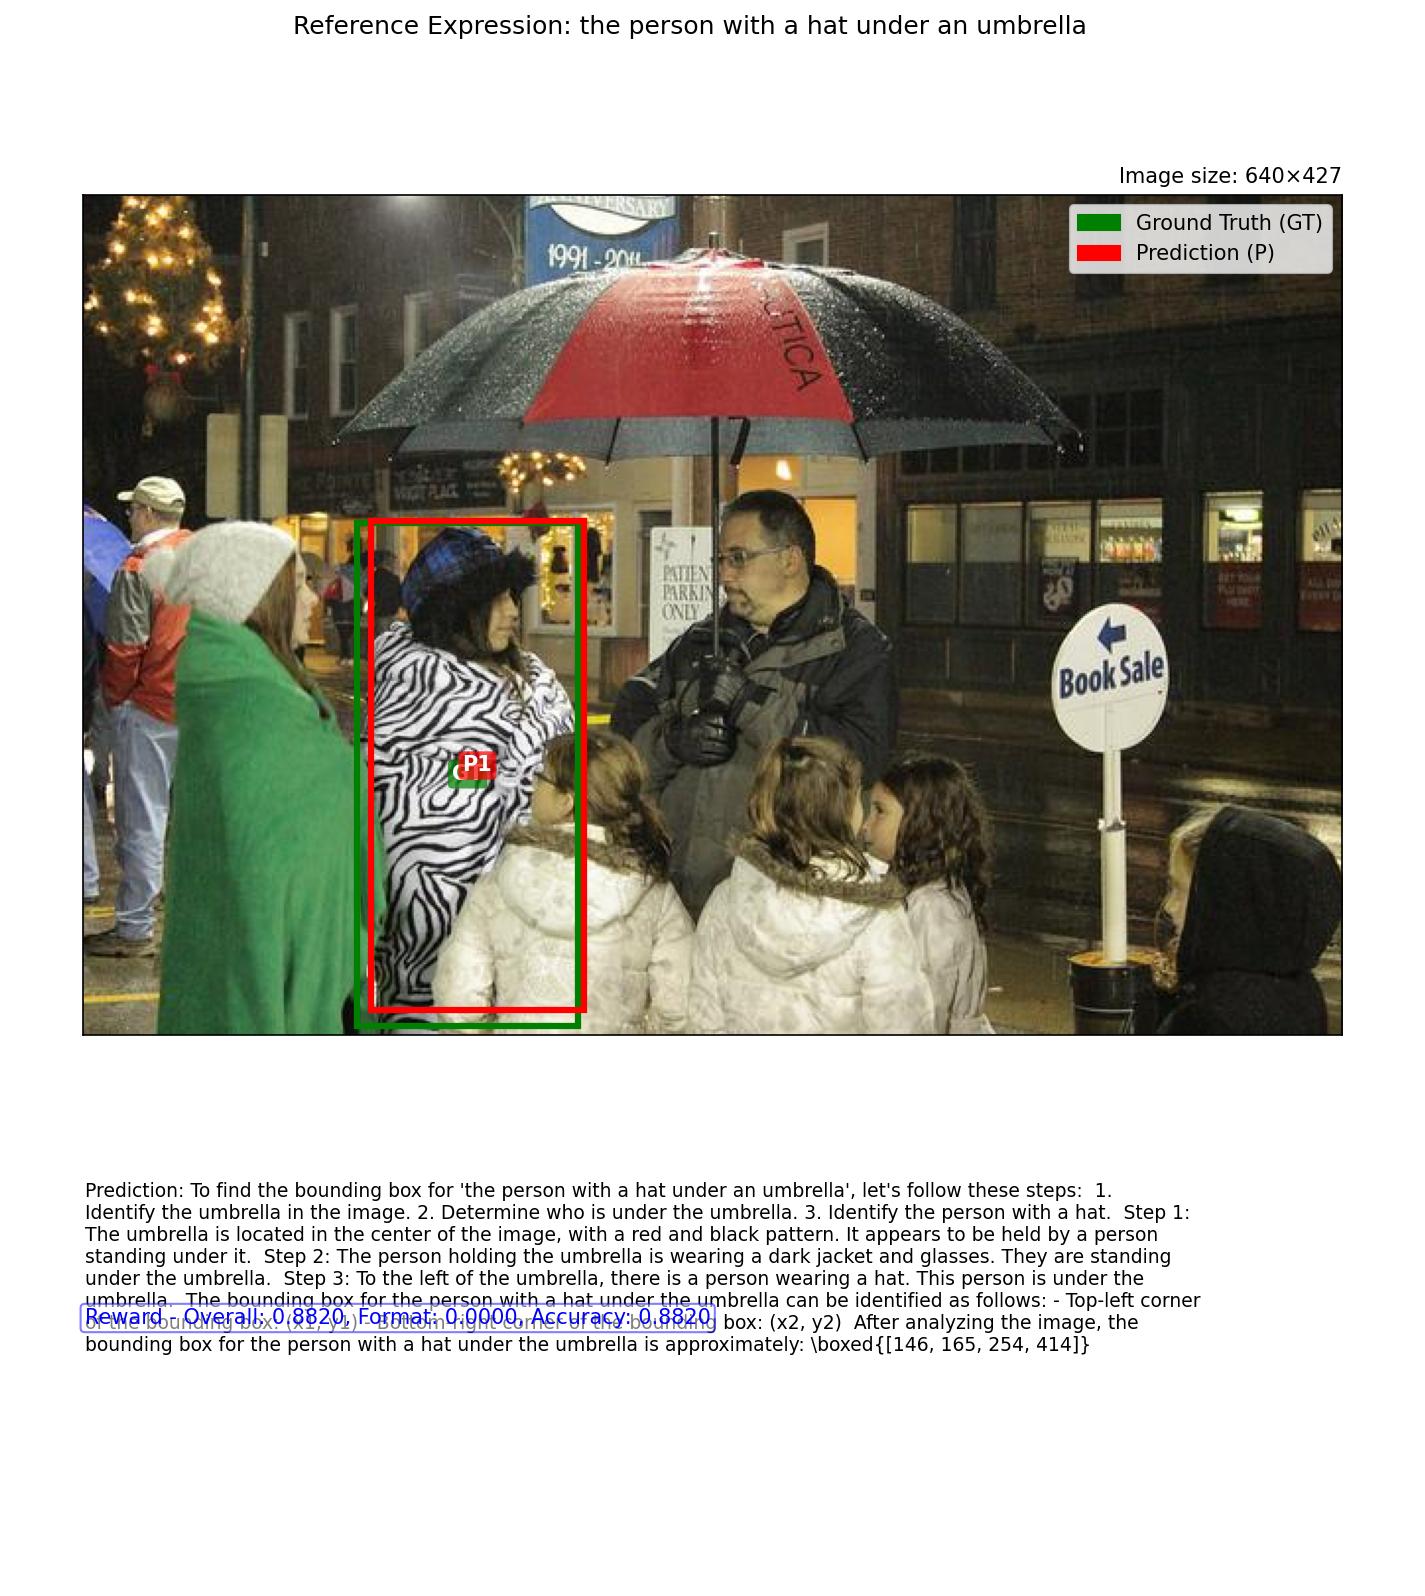 Reference Expression: the person with a hat under an umbrella
Image size: 640×427
Ground Truth (GT)
Prediction (P)
ANNIVERSARY
1991 - 2011
NAUTICA
PATIENT
PARKING
ONLY
Book Sale
P1
Prediction: To find the bounding box for 'the person with a hat under an umbrella', let's follow these steps:  1.
Identify the umbrella in the image. 2. Determine who is under the umbrella. 3. Identify the person with a hat.  Step 1:
The umbrella is located in the center of the image, with a red and black pattern. It appears to be held by a person
standing under it.  Step 2: The person holding the umbrella is wearing a dark jacket and glasses. They are standing
under the umbrella.  Step 3: To the left of the umbrella, there is a person wearing a hat. This person is under the
umbrella.  The bounding box for the person with a hat under the umbrella can be identified as follows: - Top-left corner
Reward - Overall: 0.8820, Format: 0.0000, Accuracy: 0.8820
of the bounding box: (x1, y1) - Bottom-right corner of the bounding box: (x2, y2)  After analyzing the image, the
bounding box for the person with a hat under the umbrella is approximately: \boxed{[146, 165, 254, 414]}